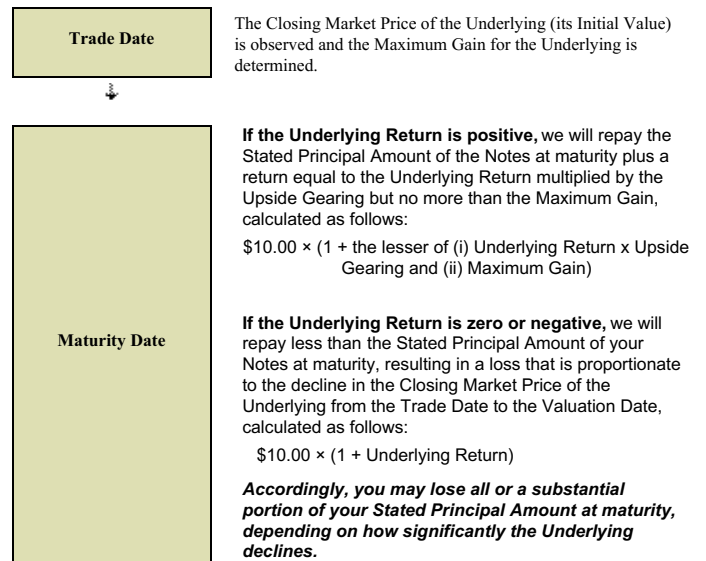 Trade Date
The Closing Market Price of the Underlying (its Initial Value)
is observed and the Maximum Gain for the Underlying is
determined.
Maturity Date
If the Underlying Return is positive, we will repay the
Stated Principal Amount of the Notes at maturity plus a
return equal to the Underlying Return multiplied by the
Upside Gearing but no more than the Maximum Gain,
calculated as follows:
$10.00 × (1 + the lesser of (i) Underlying Return x Upside
Gearing and (ii) Maximum Gain)
If the Underlying Return is zero or negative, we will
repay less than the Stated Principal Amount of your
Notes at maturity, resulting in a loss that is proportionate
to the decline in the Closing Market Price of the
Underlying from the Trade Date to the Valuation Date,
calculated as follows:
$10.00 × (1 + Underlying Return)
Accordingly, you may lose all or a substantial
portion of your Stated Principal Amount at maturity,
depending on how significantly the Underlying
declines.